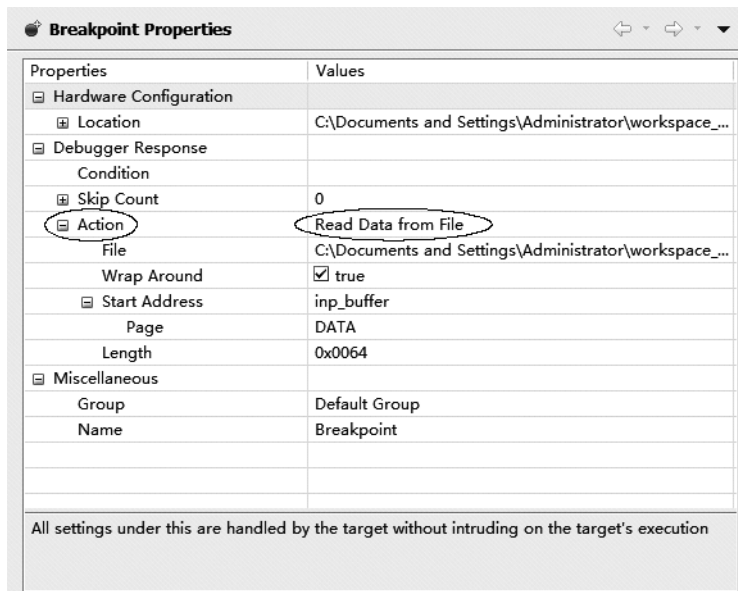 Breakpoint Properties
Properties Values
Hardware Configuration
Location C:\Documents and Settings\Administrator\workspace_...
Debugger Response
Condition
Skip Count 0
Action Read Data from File
File C:\Documents and Settings\Administrator\workspace_...
Wrap Around true
Start Address inp_buffer
Page DATA
Length 0x0064
Miscellaneous
Group Default Group
Name Breakpoint
All settings under this are handled by the target without intruding on the target's execution